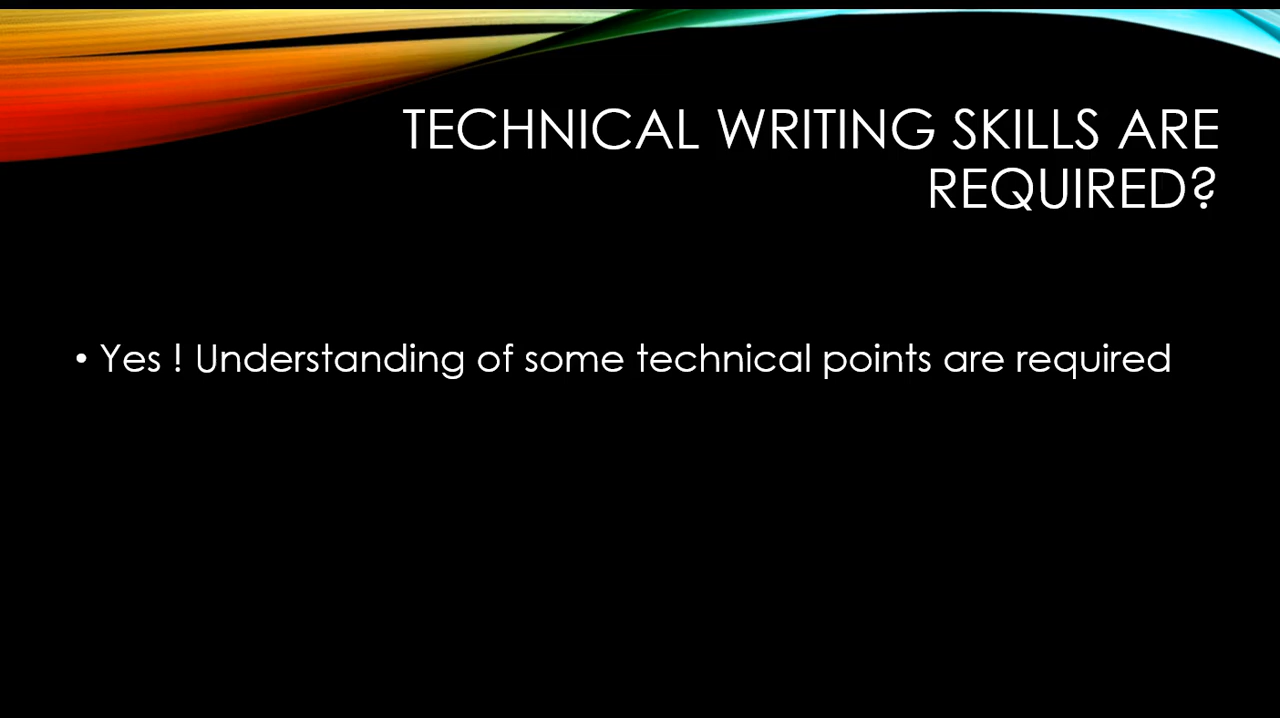 TECHNICAL WRITING SKILLS ARE
REQUIRED?
• Yes ! Understanding of some technical points are required